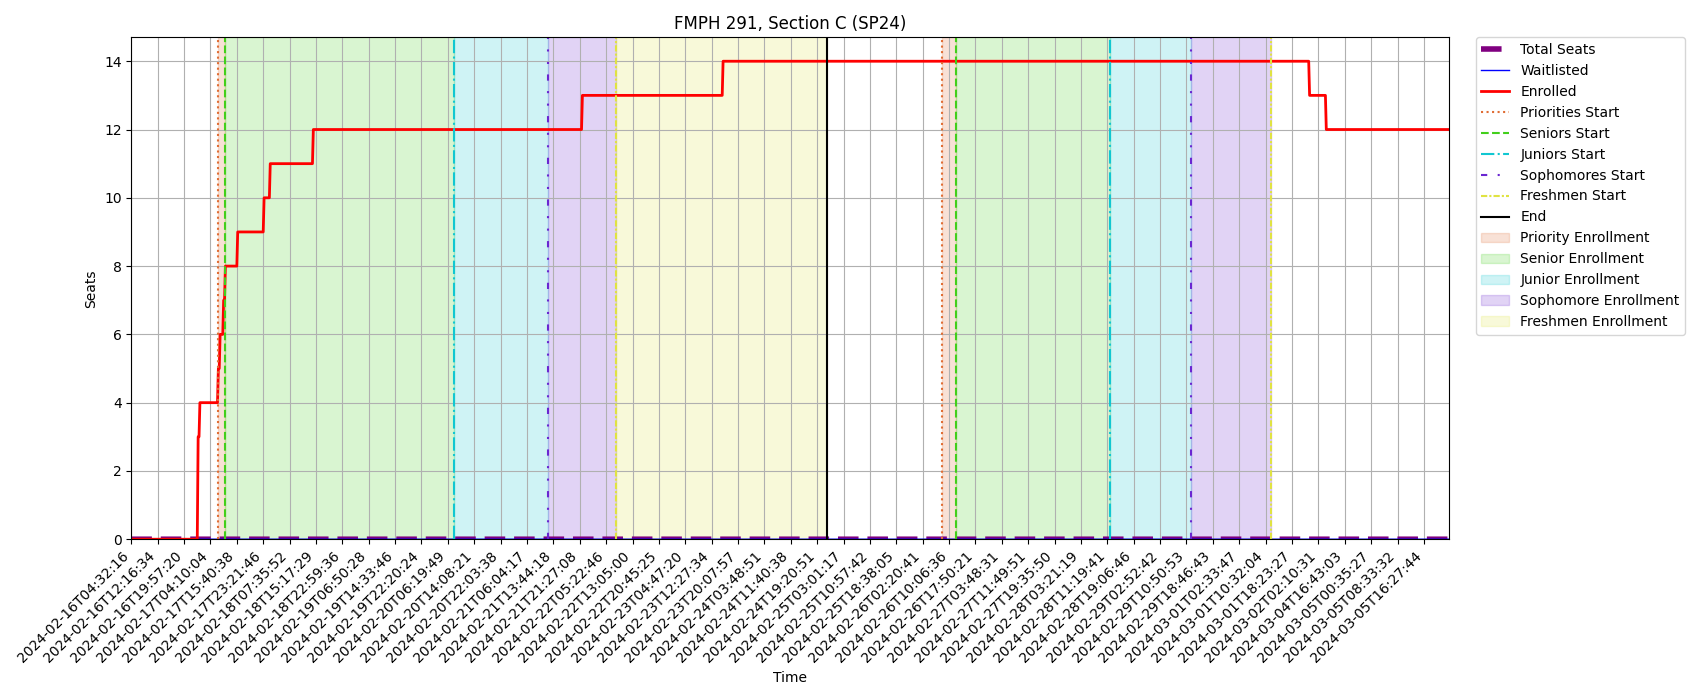 FMPH 291, Section C (SP24)
Seats
14
12
10
8
6
4
2
0
2024-02-16T04:32:16
2024-02-16T12:16:34
2024-02-16T19:57:20
2024-02-17T04:10:04
2024-02-17T15:40:38
2024-02-17T23:21:46
2024-02-18T07:35:52
2024-02-18T15:17:29
2024-02-18T22:59:36
2024-02-19T06:50:28
2024-02-19T14:33:46
2024-02-19T22:20:24
2024-02-20T06:19:49
2024-02-20T14:08:21
2024-02-20T22:03:38
2024-02-21T06:04:17
2024-02-21T13:44:18
2024-02-21T21:27:08
2024-02-22T05:22:46
2024-02-22T13:05:00
2024-02-22T20:45:25
2024-02-23T04:47:20
2024-02-23T12:27:34
2024-02-23T20:07:57
2024-02-24T03:48:51
2024-02-24T11:40:38
2024-02-24T19:20:51
2024-02-25T03:01:17
2024-02-25T10:57:42
2024-02-25T18:38:05
2024-02-26T02:20:41
2024-02-26T10:06:36
2024-02-26T17:50:21
2024-02-27T03:48:31
2024-02-27T11:49:51
2024-02-27T19:35:50
2024-02-28T03:21:19
2024-02-28T11:19:41
2024-02-28T19:06:46
2024-02-29T02:52:42
2024-02-29T10:50:53
2024-02-29T18:46:43
2024-03-01T02:33:47
2024-03-01T10:32:04
2024-03-01T18:23:27
2024-03-02T02:10:31
2024-03-04T16:43:03
2024-03-05T00:35:27
2024-03-05T08:33:32
2024-03-05T16:27:44
Time
Total Seats
Waitlisted
Enrolled
Priorities Start
Seniors Start
Juniors Start
Sophomores Start
Freshmen Start
End
Priority Enrollment
Senior Enrollment
Junior Enrollment
Sophomore Enrollment
Freshmen Enrollment